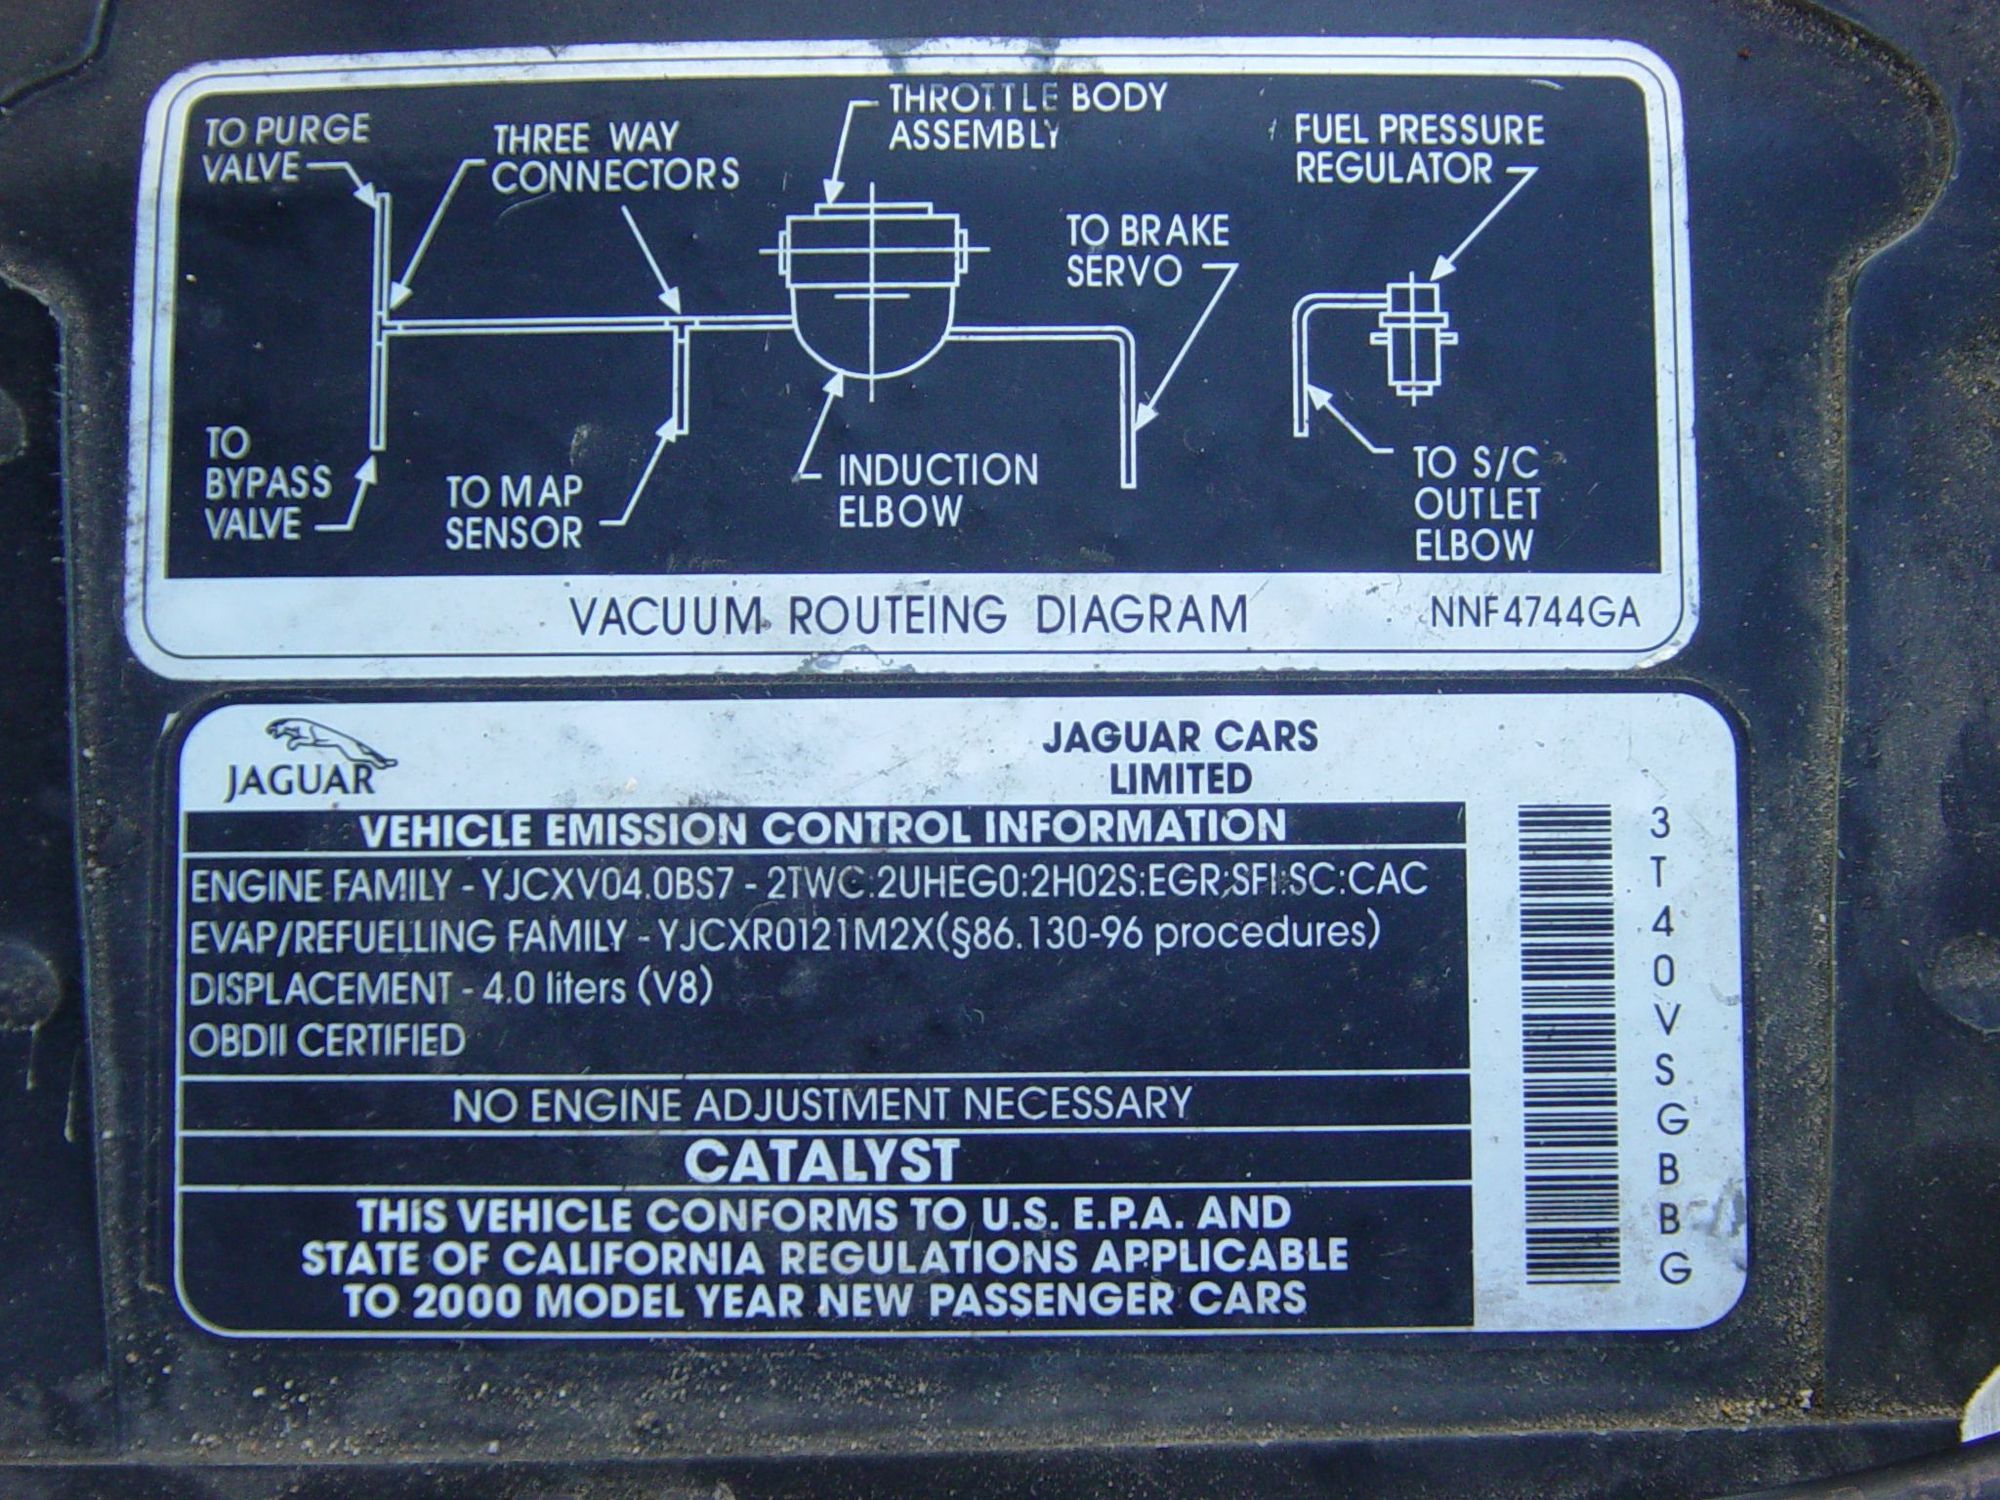 TO PURGE
VALVE
THREE WAY
CONNECTORS
THROTTLE BODY
ASSEMBLY
FUEL PRESSURE
REGULATOR
TO BRAKE
SERVO
TO
BYPASS
VALVE
TO MAP
SENSOR
INDUCTION
ELBOW
TO S/C
OUTLET
ELBOW
VACUUM ROUTEING DIAGRAM
NNF4744GA
JAGUAR
JAGUAR CARS
LIMITED
VEHICLE EMISSION CONTROL INFORMATION
ENGINE FAMILY - YJCXV04.0BS7 - 2TWC:2UHEGO:2HO2S:EGR:SFI:SC:CAC
EVAP/REFUELLING FAMILY - YJCXR0121M2X(§86.130-96 procedures)
DISPLACEMENT - 4.0 liters (V8)
OBDII CERTIFIED
NO ENGINE ADJUSTMENT NECESSARY
CATALYST
THIS VEHICLE CONFORMS TO U.S. E.P.A. AND
STATE OF CALIFORNIA REGULATIONS APPLICABLE
TO 2000 MODEL YEAR NEW PASSENGER CARS
3T40VSGBBG